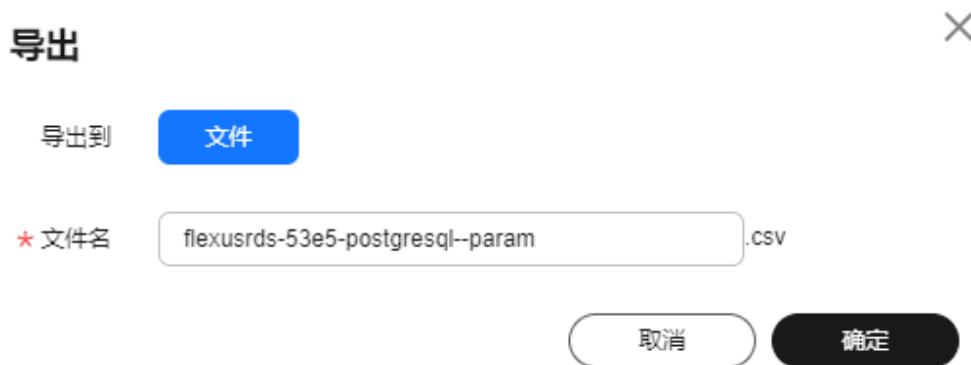 导出
导出到 文件
* 文件名 flexusrds-53e5-postgresql--param .csv
取消 确定